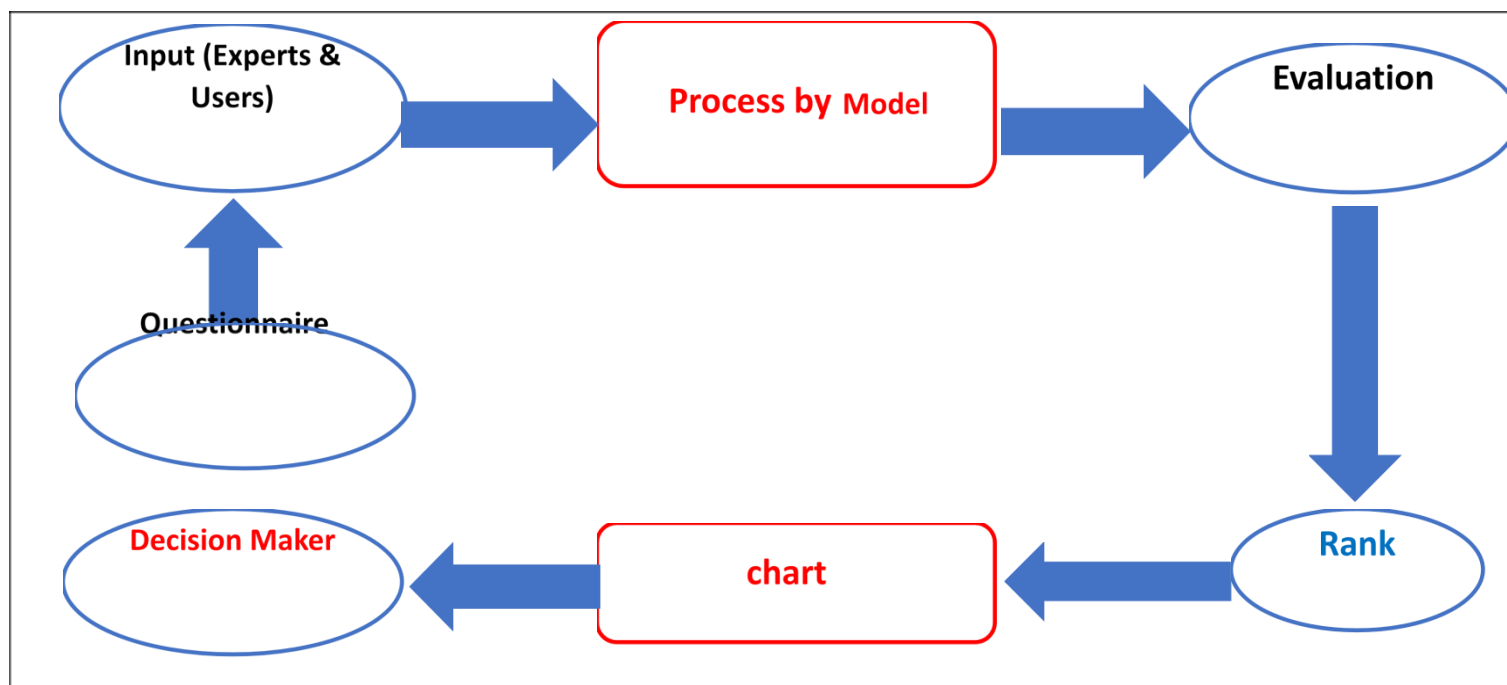 Input (Experts &
Users)
Process by Model
Evaluation
Questionnaire
Decision Maker
chart
Rank